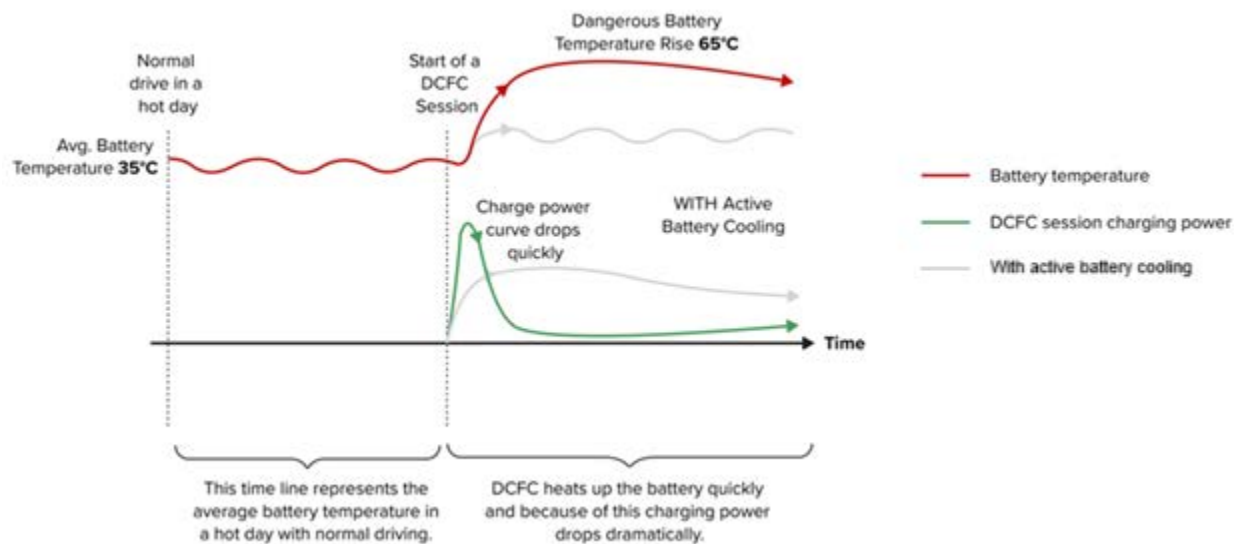 Dangerous Battery
Temperature Rise 65°C
Normal
drive in a
hot day
Start of a
DCFC
Session
Avg. Battery
Temperature 35°C
Charge power
curve drops
quickly
WITH Active
Battery Cooling
Battery temperature
DCFC session charging power
With active battery cooling
Time
This time line represents the
average battery temperature in
a hot day with normal driving.
DCFC heats up the battery quickly
and because of this charging power
drops dramatically.